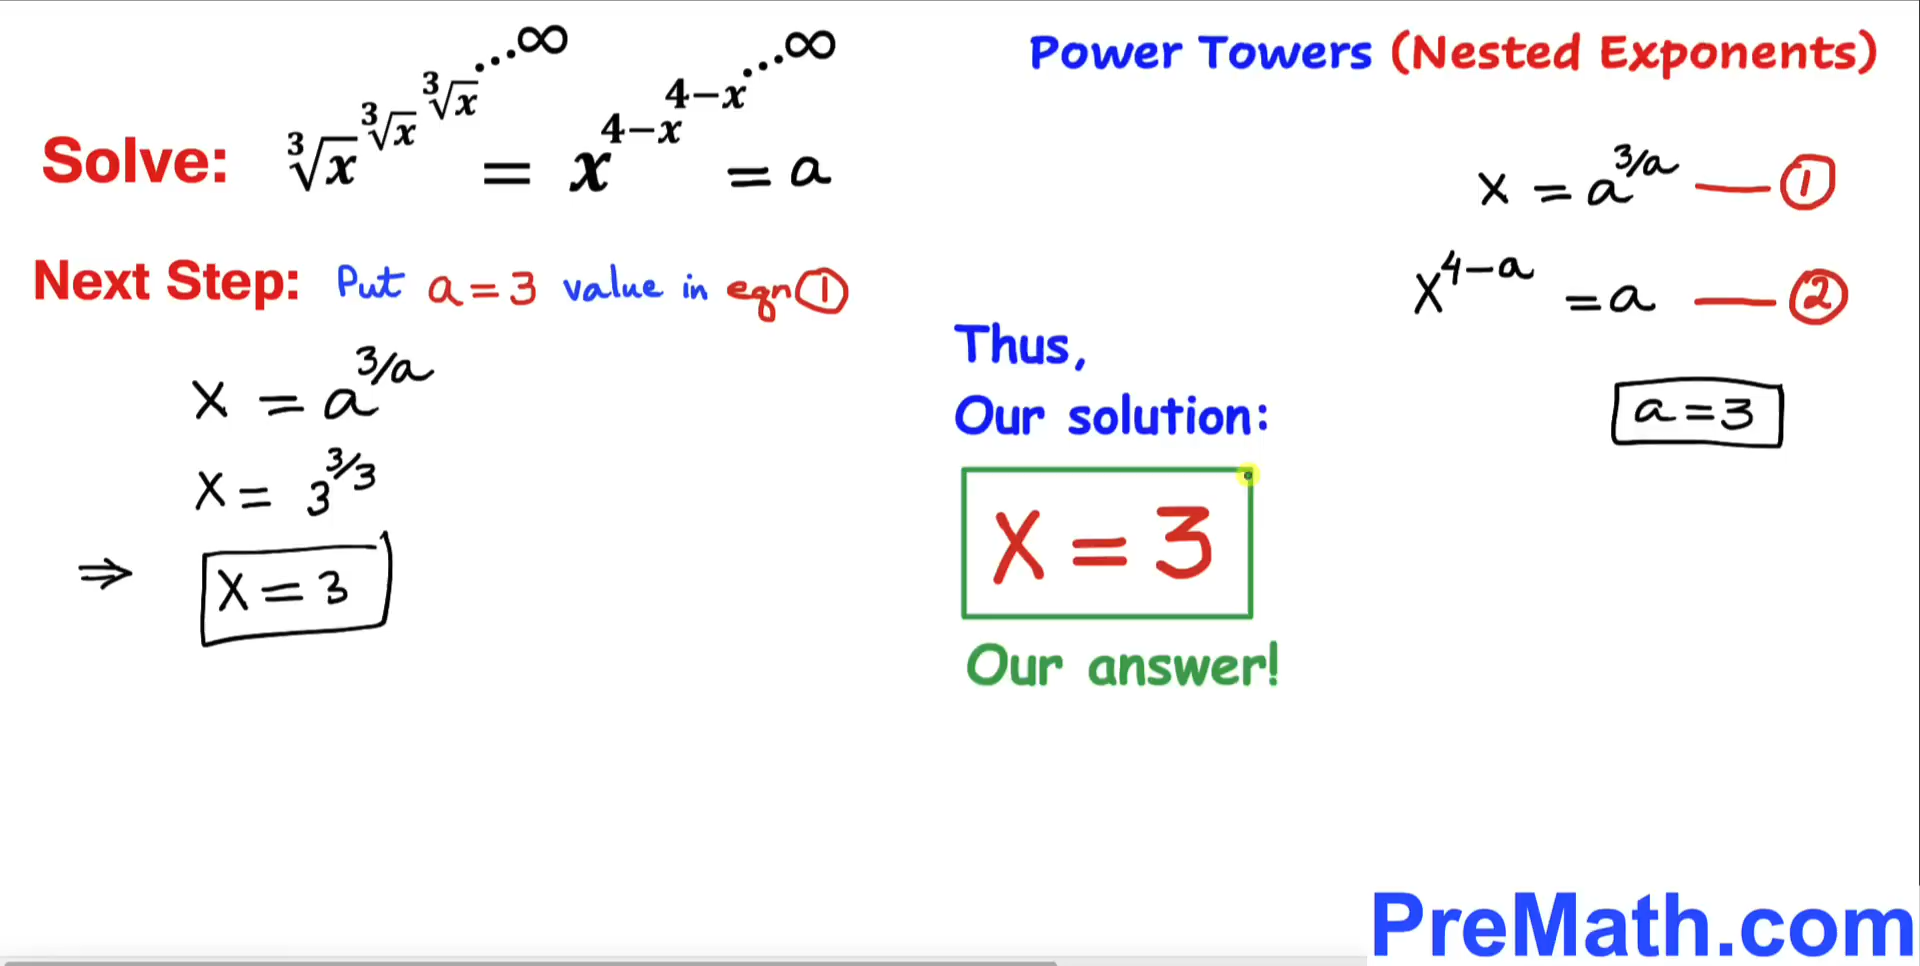 Power Towers (Nested Exponents)
Solve: ∛x^∛x^∛x^...∞ = x^4−x^4−x^...∞ = a
x = a^3/a — ①
x^4−a = a — ②
a = 3
Next Step: Put a = 3 value in eqn ①
x = a^3/a
x = 3^3/3
⇒ x = 3
Thus,
Our solution:
X = 3
Our answer!
PreMath.com